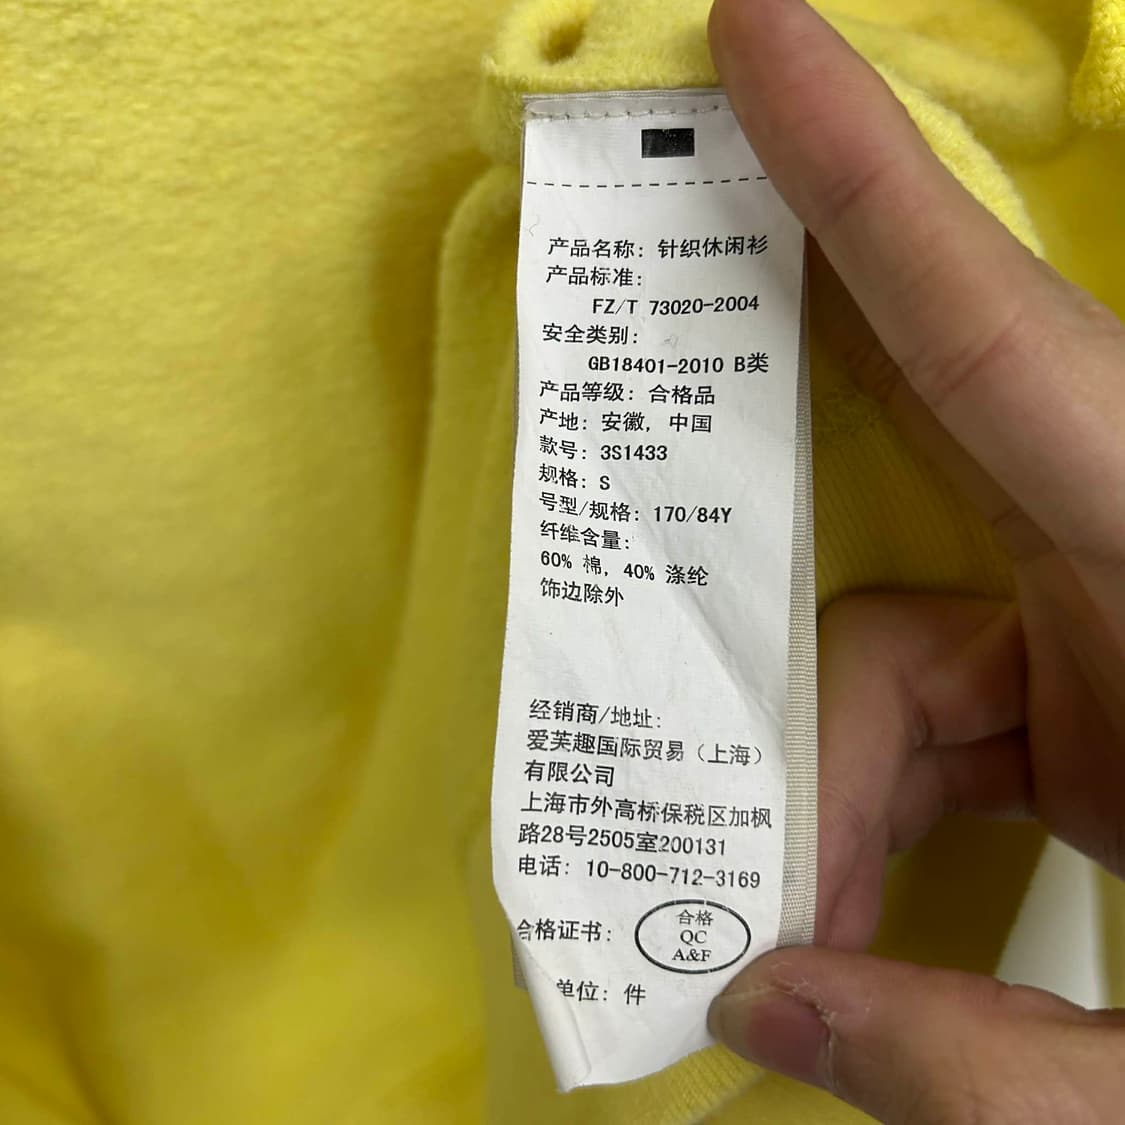 产品名称: 针织休闲衫
产品标准:
FZ/T 73020-2004
安全类别:
GB18401-2010 B类
产品等级: 合格品
产地: 安徽, 中国
款号: 3S1433
规格: S
号型/规格: 170/84Y
纤维含量:
60% 棉, 40% 涤纶
饰边除外
经销商/地址:
爱芙趣国际贸易（上海）
有限公司
上海市外高桥保税区加枫
路28号2505室200131
电话: 10-800-712-3169
合格证书:
合格
QC
A&F
单位: 件